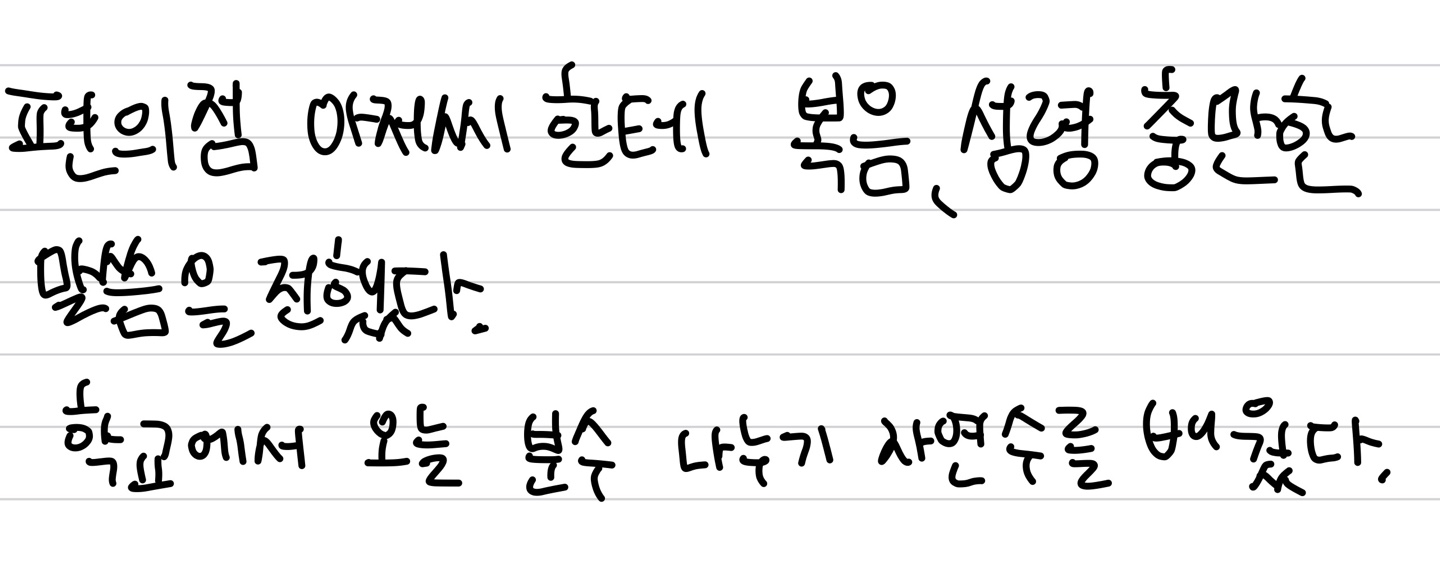 편의점 아저씨 한테 복음, 성령 충만한
말씀을 전했다.
학교에서 오늘 분수 나누기 자연수를 배웠다.